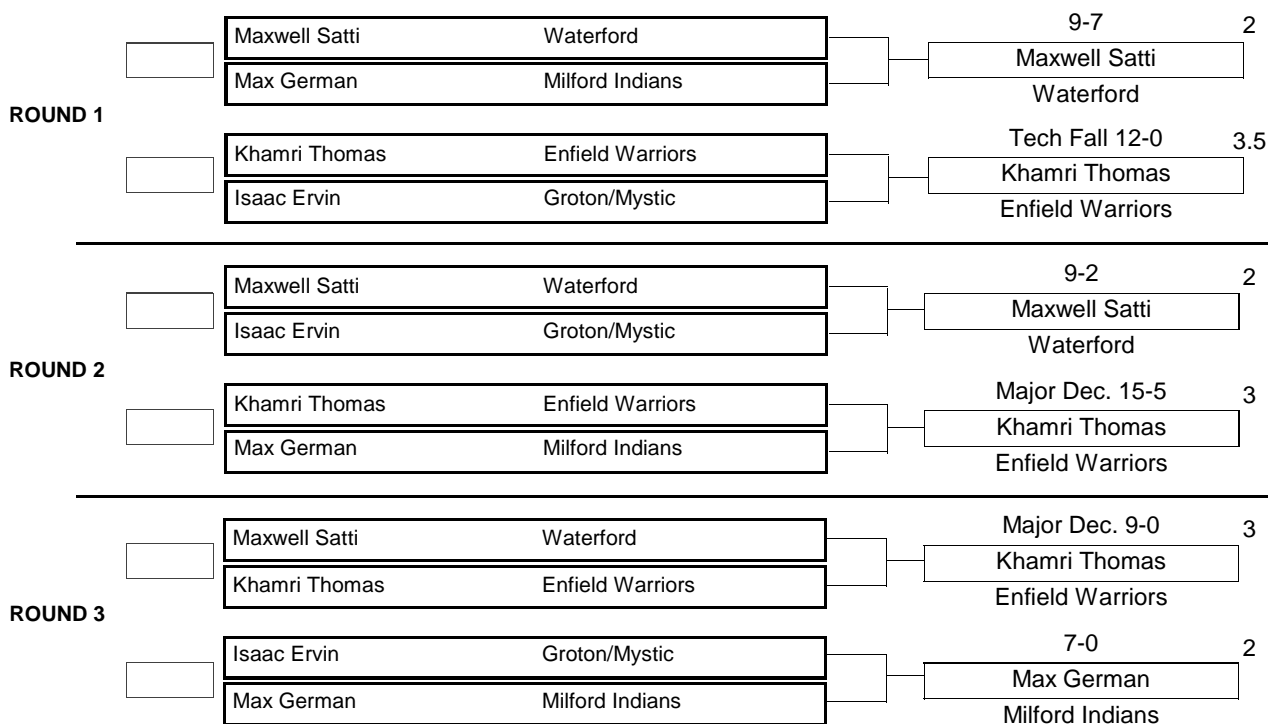 9-7 2
Maxwell Satti Waterford
Maxwell Satti
Max German Milford Indians
Waterford
ROUND 1
Tech Fall 12-0 3.5
Khamri Thomas Enfield Warriors
Khamri Thomas
Isaac Ervin Groton/Mystic
Enfield Warriors
9-2 2
Maxwell Satti Waterford
Maxwell Satti
Isaac Ervin Groton/Mystic
Waterford
ROUND 2
Major Dec. 15-5 3
Khamri Thomas Enfield Warriors
Khamri Thomas
Max German Milford Indians
Enfield Warriors
Major Dec. 9-0 3
Maxwell Satti Waterford
Khamri Thomas
Khamri Thomas Enfield Warriors
Enfield Warriors
ROUND 3
7-0 2
Isaac Ervin Groton/Mystic
Max German
Max German Milford Indians
Milford Indians